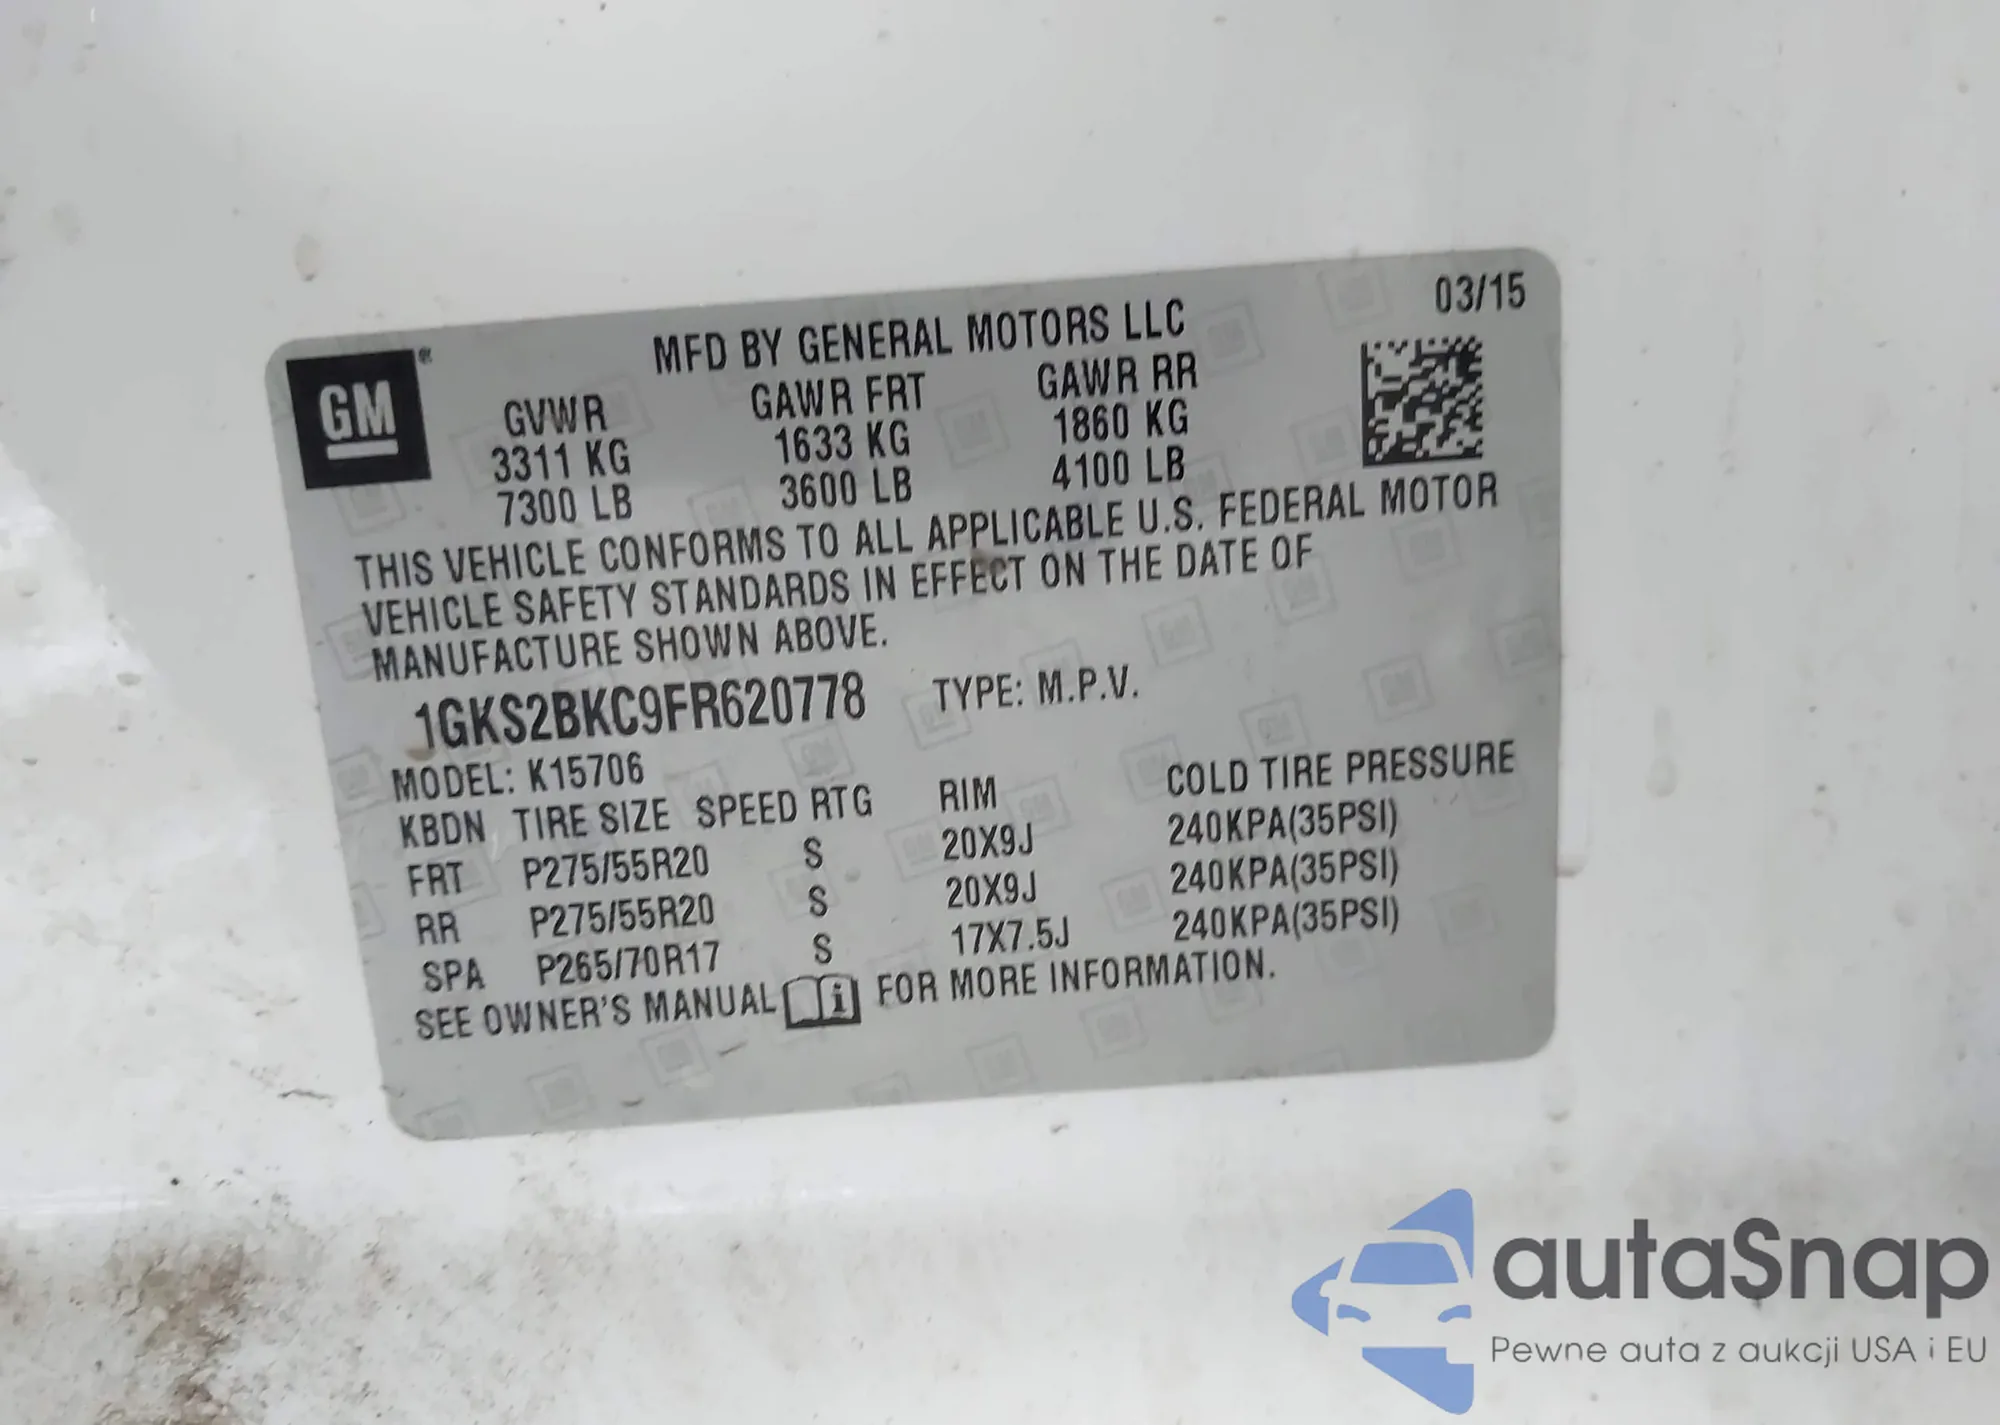 03/15
MFD BY GENERAL MOTORS LLC
GM®
GVWR GAWR FRT GAWR RR
3311 KG 1633 KG 1860 KG
7300 LB 3600 LB 4100 LB
THIS VEHICLE CONFORMS TO ALL APPLICABLE U.S. FEDERAL MOTOR
VEHICLE SAFETY STANDARDS IN EFFECT ON THE DATE OF
MANUFACTURE SHOWN ABOVE.
1GKS2BKC9FR620778 TYPE: M.P.V.
MODEL: K15706
KBDN TIRE SIZE SPEED RTG RIM COLD TIRE PRESSURE
FRT P275/55R20 S 20X9J 240KPA(35PSI)
RR P275/55R20 S 20X9J 240KPA(35PSI)
SPA P265/70R17 S 17X7.5J 240KPA(35PSI)
SEE OWNER'S MANUAL i FOR MORE INFORMATION.
autaSnap
Pewne auta z aukcji USA i EU